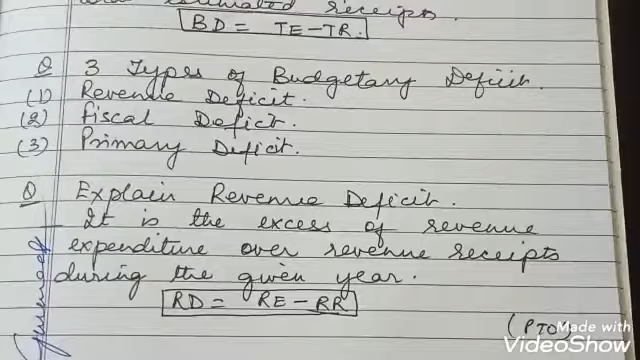 estimated receipts.
BD = TE-TR.
Q 3 Types of Budgetary Deficit.
(1) Revenue Deficit.
(2) Fiscal Deficit.
(3) Primary Deficit.
Q Explain Revenue Deficit.
It is the excess of revenue
expenditure over revenue receipts
during the given year.
RD = RE - RR
(PTO)
Made with
VideoShow